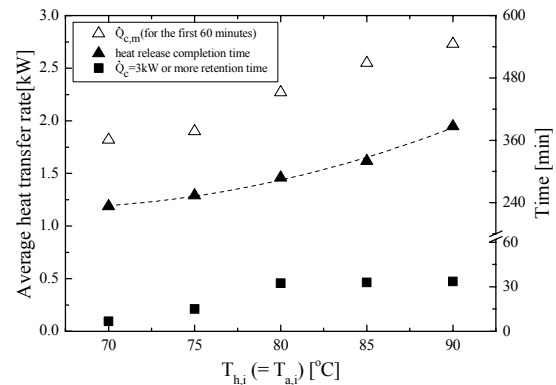 Q̇c,m(for the first 60 minutes)
heat release completion time
Q̇c=3kW or more retention time
Average heat transfer rate[kW]
3.0
2.5
2.0
1.5
1.0
0.5
0.0
600
480
360
240
60
30
0
Time [min]
70 75 80 85 90
Th,i (= Ta,i) [°C]